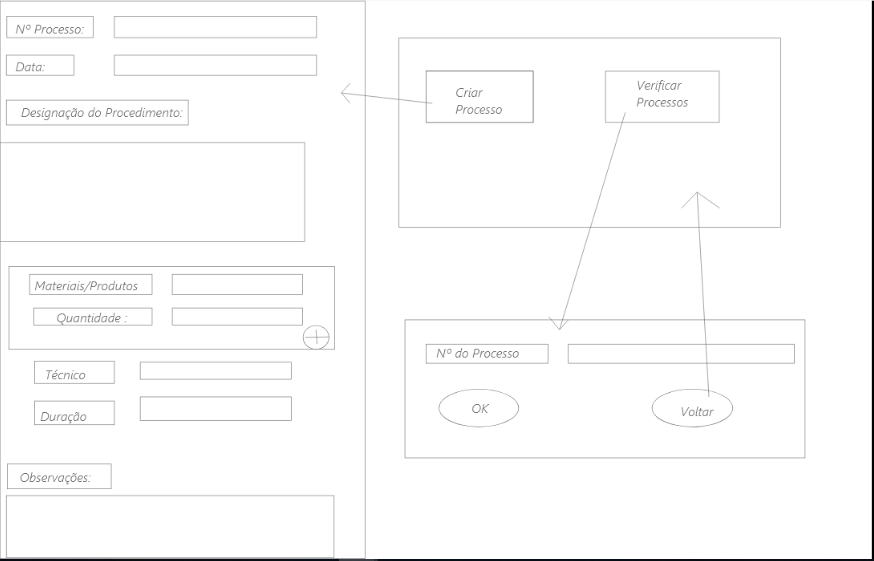 Nº Processo:
Data:
Designação do Procedimento:
Materiais/Produtos
Quantidade :
Técnico
Duração
Observações:
Criar
Processo
Verificar
Processos
Nº do Processo
OK
Voltar